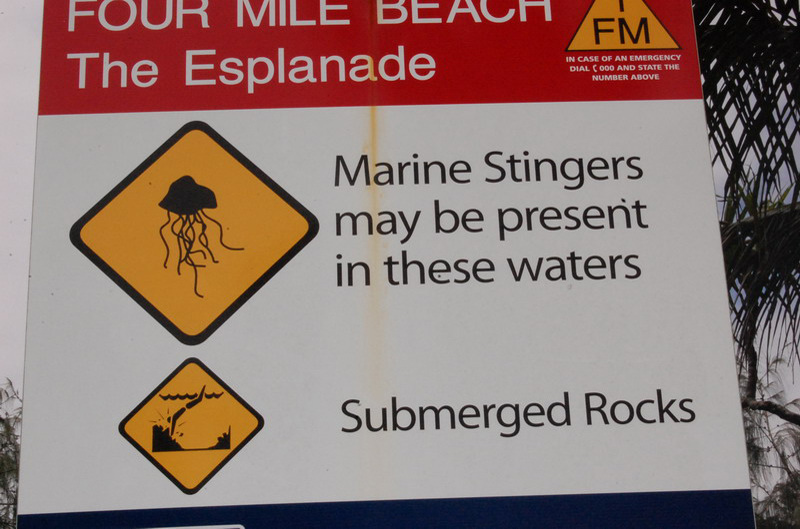 FOUR MILE BEACH
The Esplanade
FM
IN CASE OF AN EMERGENCY
DIAL 000 AND STATE THE
NUMBER ABOVE
Marine Stingers
may be present
in these waters
Submerged Rocks